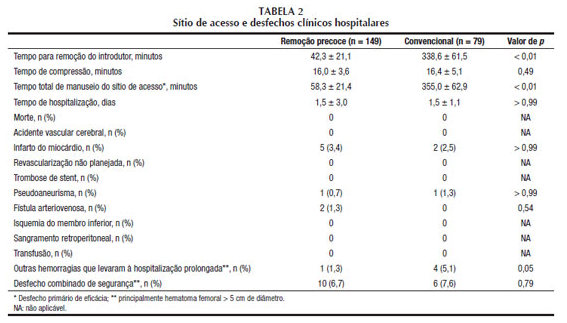 TABELA 2
Sítio de acesso e desfechos clínicos hospitalares
Remoção precoce (n = 149) Convencional (n = 79) Valor de p
Tempo para remoção do introdutor, minutos 42,3 ± 21,1 338,6 ± 61,5 < 0,01
Tempo de compressão, minutos 16,0 ± 3,6 16,4 ± 5,1 0,49
Tempo total de manuseio do sítio de acesso*, minutos 58,3 ± 21,4 355,0 ± 62,9 < 0,01
Tempo de hospitalização, dias 1,5 ± 3,0 1,5 ± 1,1 > 0,99
Morte, n (%) 0 0 NA
Acidente vascular cerebral, n (%) 0 0 NA
Infarto do miocárdio, n (%) 5 (3,4) 2 (2,5) > 0,99
Revascularização não planejada, n (%) 0 0 NA
Trombose de stent, n (%) 0 0 NA
Pseudoaneurisma, n (%) 1 (0,7) 1 (1,3) > 0,99
Fístula arteriovenosa, n (%) 2 (1,3) 0 0,54
Isquemia do membro inferior, n (%) 0 0 NA
Sangramento retroperitoneal, n (%) 0 0 NA
Transfusão, n (%) 0 0 NA
Outras hemorragias que levaram à hospitalização prolongada**, n (%) 1 (1,3) 4 (5,1) 0,05
Desfecho combinado de segurança**, n (%) 10 (6,7) 6 (7,6) 0,79
* Desfecho primário de eficácia; ** principalmente hematoma femoral > 5 cm de diâmetro.
NA: não aplicável.